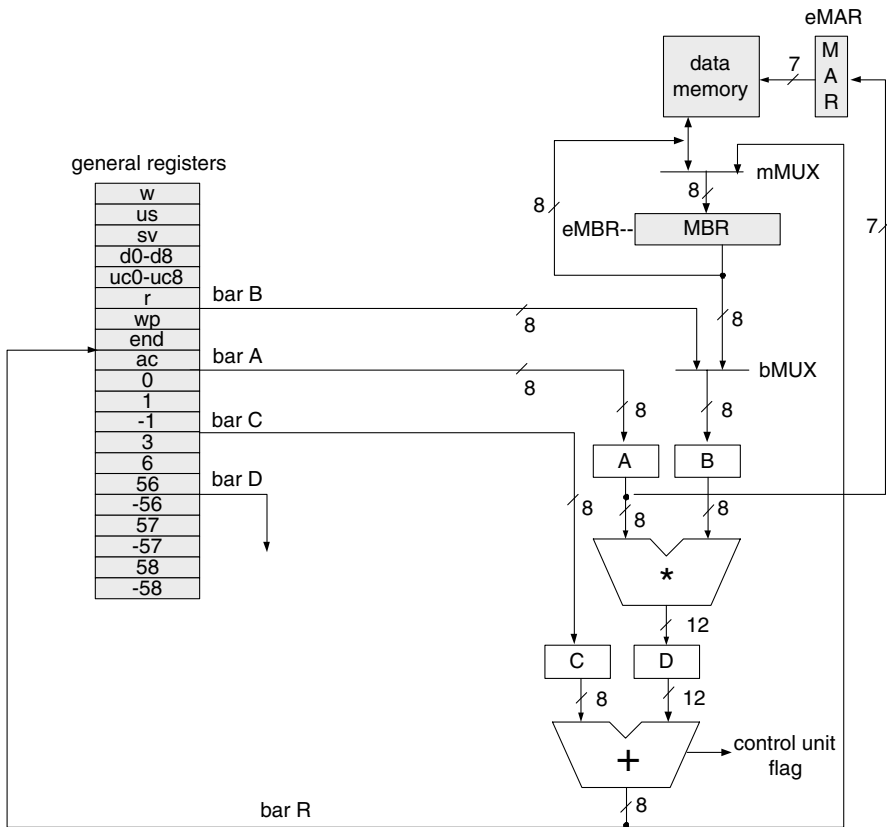 eMAR
data
memory
7
M
A
R
general registers
w
us
sv
d0-d8
uc0-uc8
r
wp
end
ac
0
1
-1
3
6
56
-56
57
-57
58
-58
mMUX
8
8
eMBR--
MBR
7
bar B
8
8
bar A
8
bMUX
8
8
bar C
A
B
bar D
8
8
8
*
12
C
D
8
12
+
control unit
flag
bar R
8